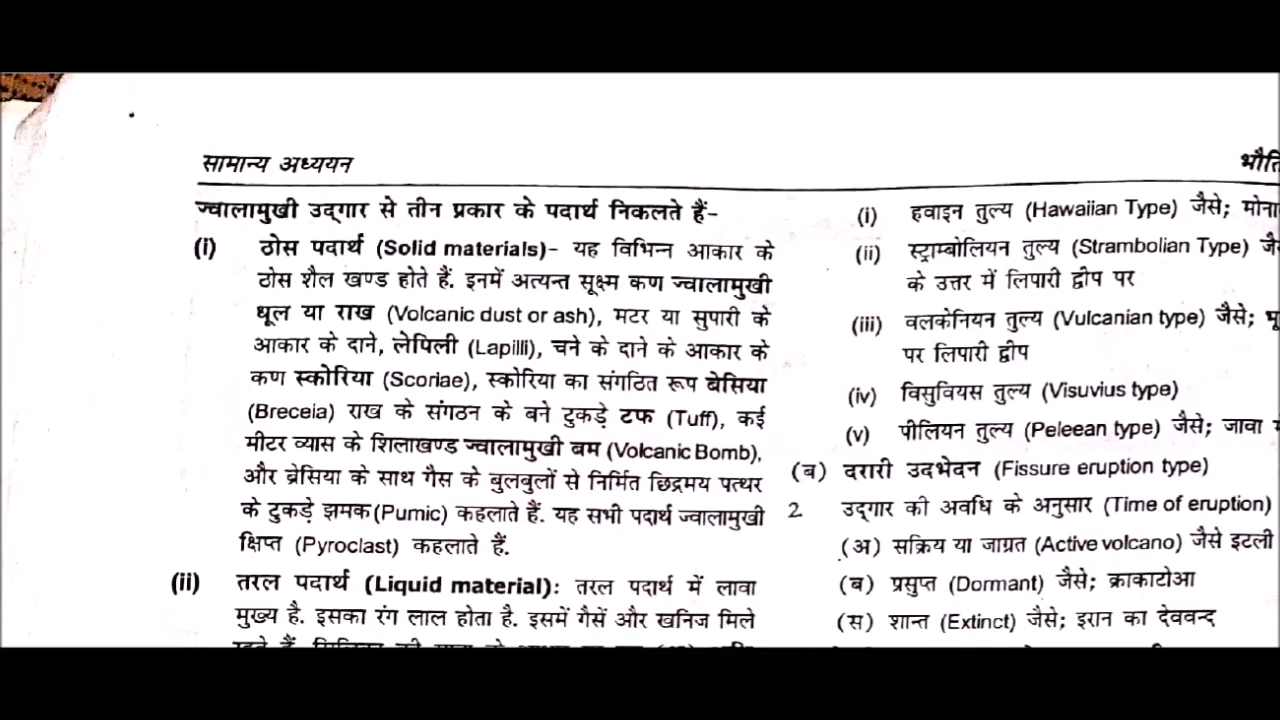 सामान्य अध्ययन
ज्वालामुखी उद्गार से तीन प्रकार के पदार्थ निकलते हैं-
(i) ठोस पदार्थ (Solid materials)- यह विभिन्न आकार के
ठोस शैल खण्ड होते हैं. इनमें अत्यन्त सूक्ष्म कण ज्वालामुखी
धूल या राख (Volcanic dust or ash), मटर या सुपारी के
आकार के दाने, लेपिली (Lapilli), चने के दाने के आकार के
कण स्कोरिया (Scoriae), स्कोरिया का संगठित रूप बेसिया
(Breceia) राख के संगठन के बने टुकड़े टफ (Tuff), कई
मीटर व्यास के शिलाखण्ड ज्वालामुखी बम (Volcanic Bomb),
और ब्रेसिया के साथ गैस के बुलबुलों से निर्मित छिद्रमय पत्थर
के टुकड़े झमक (Pumic) कहलाते हैं. यह सभी पदार्थ ज्वालामुखी
क्षिप्त (Pyroclast) कहलाते हैं.
(ii) तरल पदार्थ (Liquid material): तरल पदार्थ में लावा
मुख्य है. इसका रंग लाल होता है. इसमें गैसें और खनिज मिले
(i) हवाइन तुल्य (Hawaiian Type) जैसे;
(ii) स्ट्राम्बोलियन तुल्य (Strambolian Type)
के उत्तर में लिपारी द्वीप पर
(iii) वलकेनियन तुल्य (Vulcanian type) जैसे;
पर लिपारी द्वीप
(iv) विसुवियस तुल्य (Visuvius type)
(v) पीलियन तुल्य (Peleean type) जैसे; जावा
(ब) दरारी उदभेदन (Fissure eruption type)
2 उद्गार की अवधि के अनुसार (Time of eruption)
(अ) सक्रिय या जाग्रत (Active volcano) जैसे इटली
(ब) प्रसुप्त (Dormant) जैसे; क्राकाटोआ
(स) शान्त (Extinct) जैसे; इरान का देववन्द